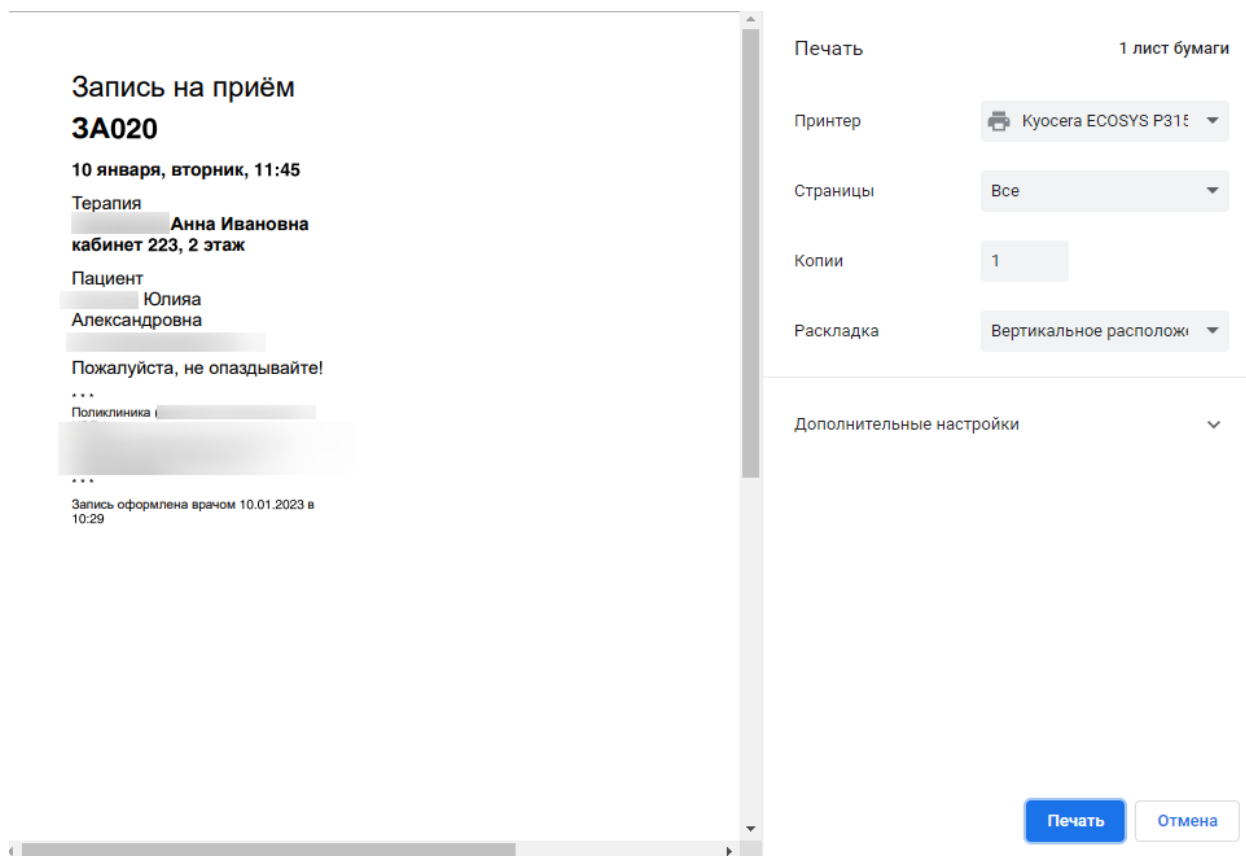 Запись на приём
3А020
10 января, вторник, 11:45
Терапия
Анна Ивановна
кабинет 223, 2 этаж
Пациент
Юлияа
Александровна
Пожалуйста, не опаздывайте!
* * *
Поликлиника (
* * *
Запись оформлена врачом 10.01.2023 в
10:29
Печать 1 лист бумаги
Принтер Kyocera ECOSYS P315
Страницы Все
Копии 1
Раскладка Вертикальное располож
Дополнительные настройки
Печать Отмена